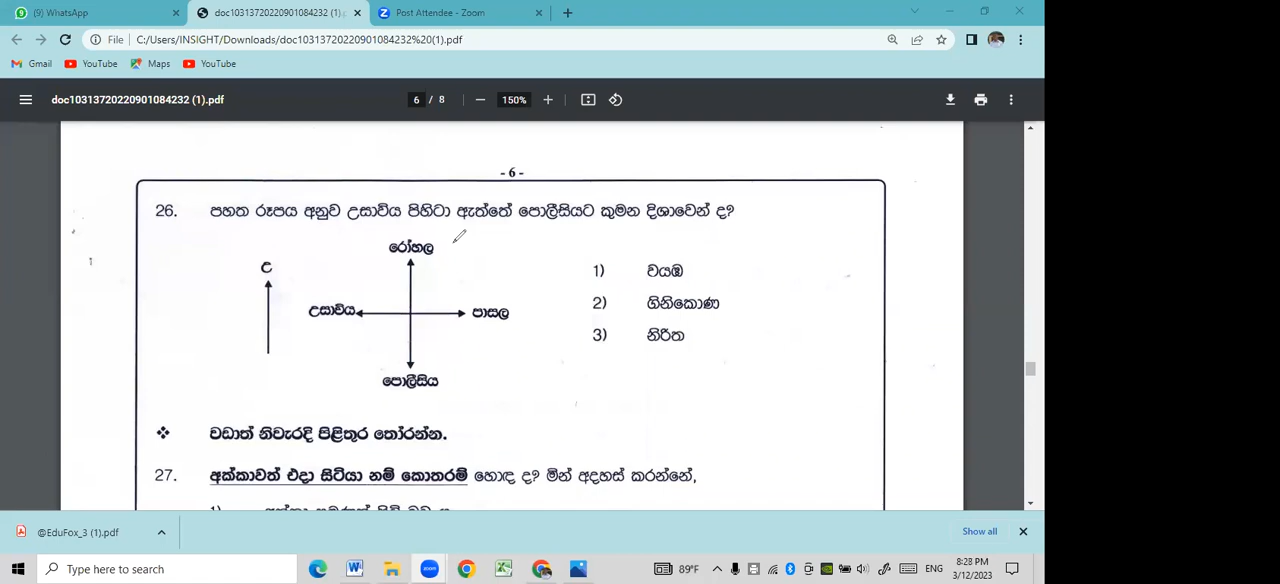 (9) WhatsApp
doc10313720220901084232 (1).p
Post Attendee - Zoom
File C:/Users/INSIGHT/Downloads/doc10313720220901084232%20(1).pdf
Gmail YouTube Maps YouTube
doc10313720220901084232 (1).pdf 6 / 8 150%
- 6 -
26. පහත රූපය අනුව උසාවිය පිහිටා ඇත්තේ පොලීසියට කුමන දිශාවෙන් ද?
රෝහල
උ
1) වයඹ
1
2) ගිනිකොණ
උසාවිය පාසල
3) නිරිත
පොලීසිය
❖ වඩාත් නිවැරදි පිළිතුර තෝරන්න.
27. අක්කාවත් එදා සිටියා නම් කොතරම් හොඳ ද? මින් අදහස් කරන්නේ,
1)
@EduFox_3 (1).pdf Show all
Type here to search 89°F ENG 8:28 PM
3/12/2023